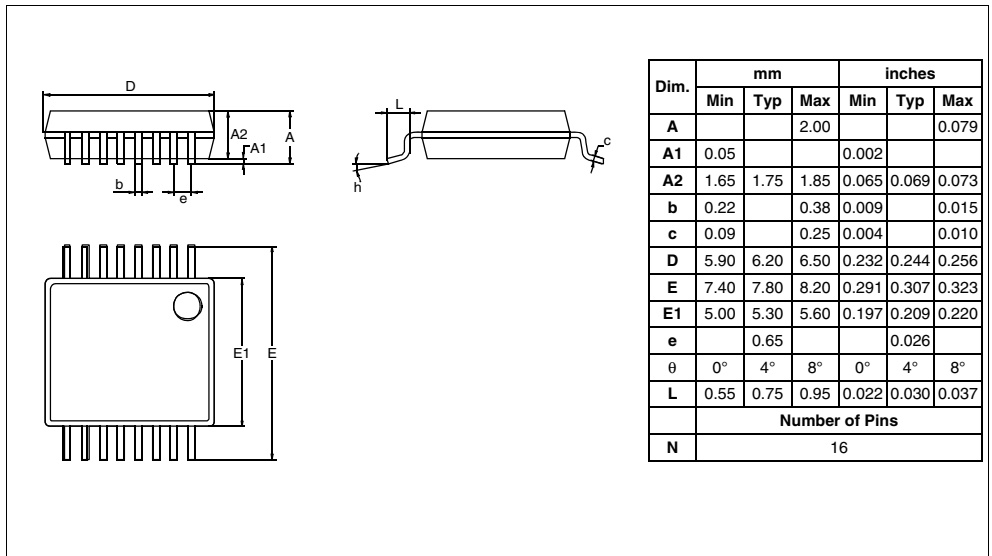 D
A2
A
A1
b
e
L
c
h
E1
E
Dim. mm inches
Min Typ Max Min Typ Max
A 2.00 0.079
A1 0.05 0.002
A2 1.65 1.75 1.85 0.065 0.069 0.073
b 0.22 0.38 0.009 0.015
c 0.09 0.25 0.004 0.010
D 5.90 6.20 6.50 0.232 0.244 0.256
E 7.40 7.80 8.20 0.291 0.307 0.323
E1 5.00 5.30 5.60 0.197 0.209 0.220
e 0.65 0.026
θ 0° 4° 8° 0° 4° 8°
L 0.55 0.75 0.95 0.022 0.030 0.037
Number of Pins
N 16